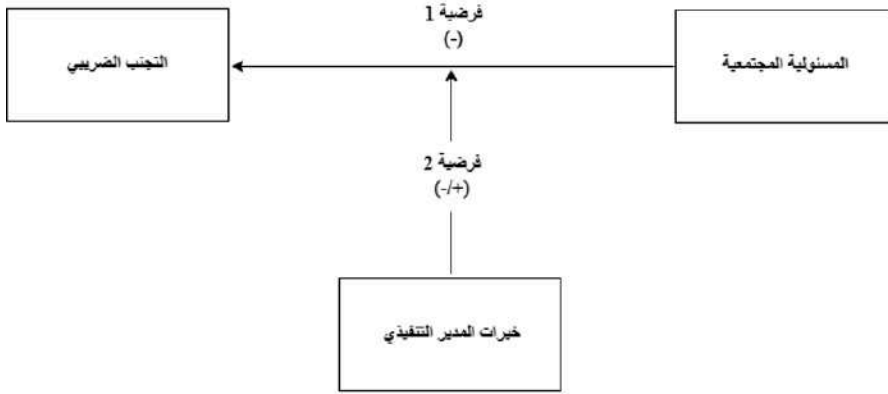 فرضية 1
(-)
المسئولية المجتمعية
التجنب الضريبي
فرضية 2
(-/+)
خبرات المدير التنفيذي